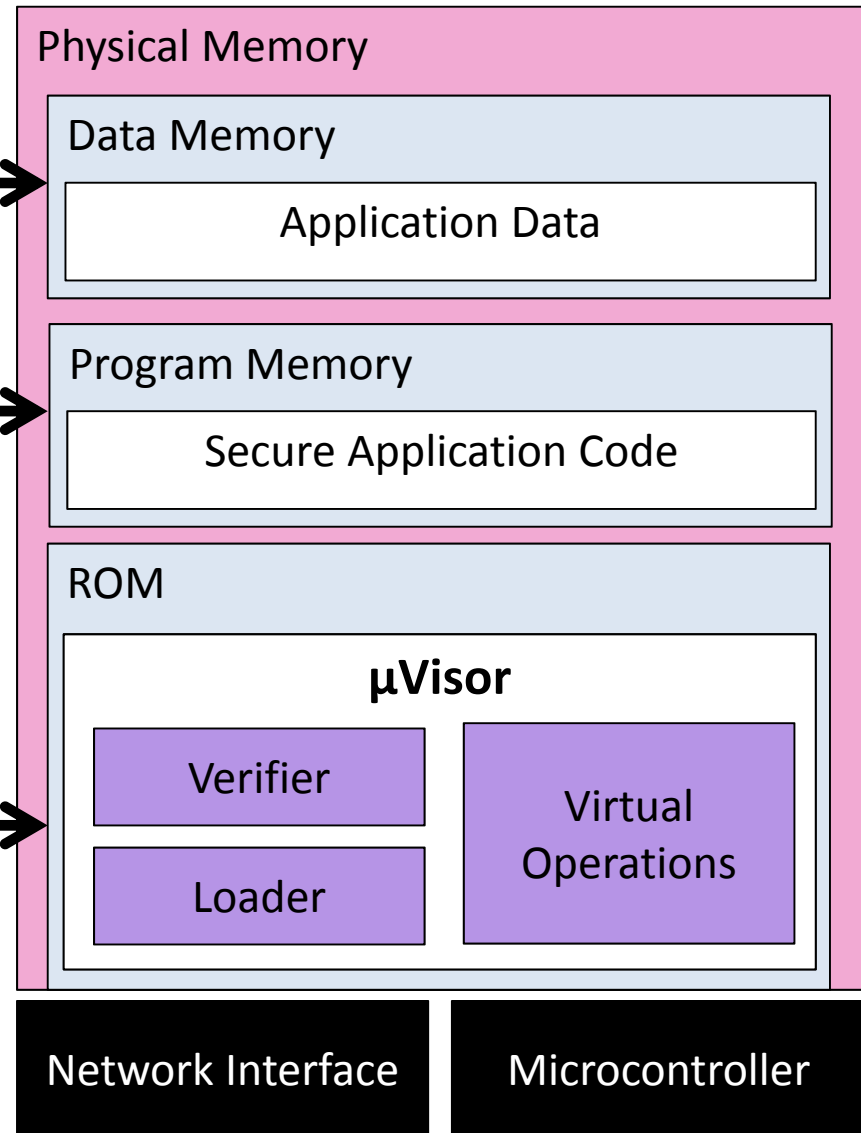 Physical Memory
Data Memory
Application Data
Program Memory
Secure Application Code
ROM
µVisor
Verifier
Loader
Virtual
Operations
Network Interface
Microcontroller